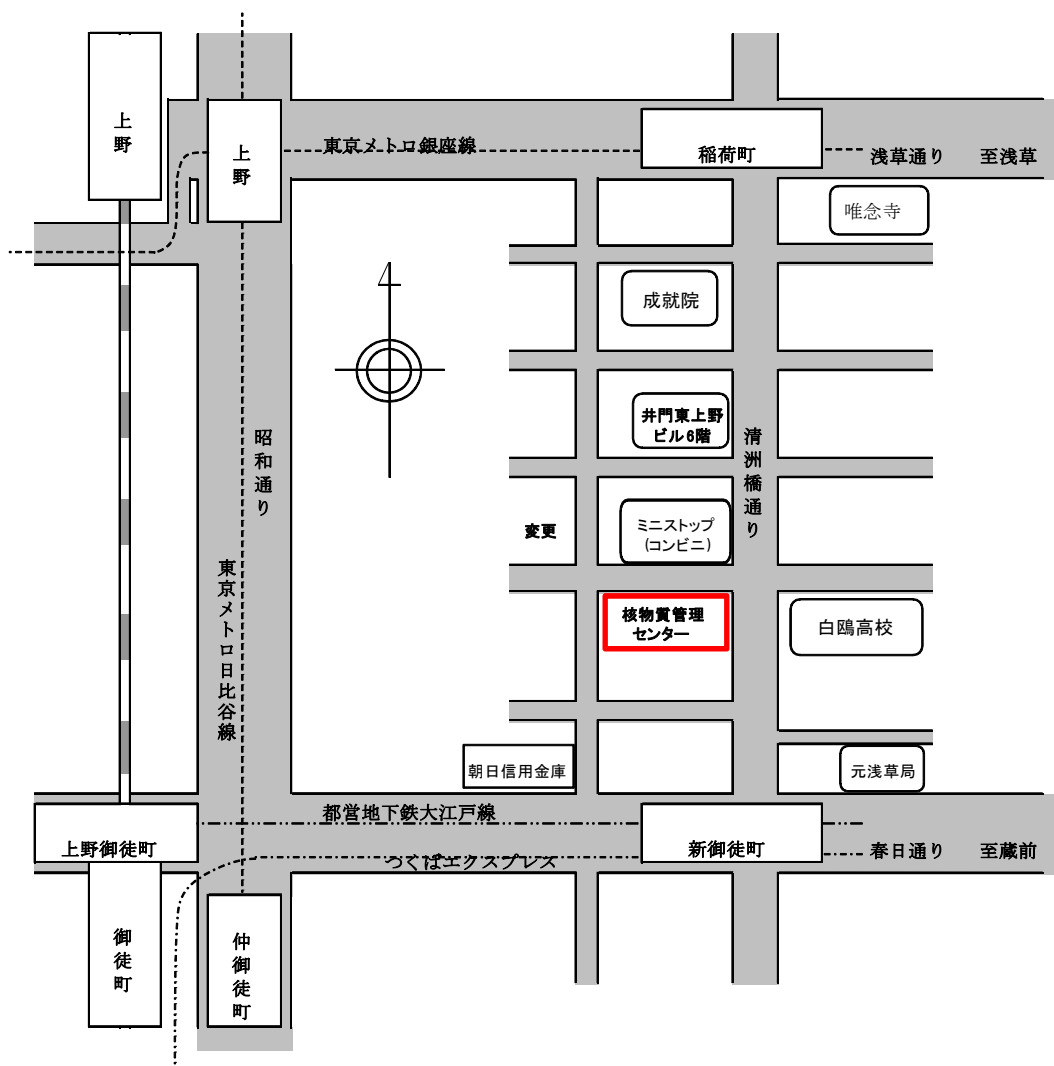 上野
上野
東京メトロ銀座線
稲荷町
浅草通り　至浅草
唯念寺
成就院
井門東上野
ビル6階
昭和通り
清洲橋通り
変更
ミニストップ
(コンビニ)
東京メトロ日比谷線
核物質管理
センター
白鴎高校
朝日信用金庫
元浅草局
都営地下鉄大江戸線
上野御徒町
新御徒町
春日通り　至蔵前
つくばエクスプレス
御徒町
仲御徒町